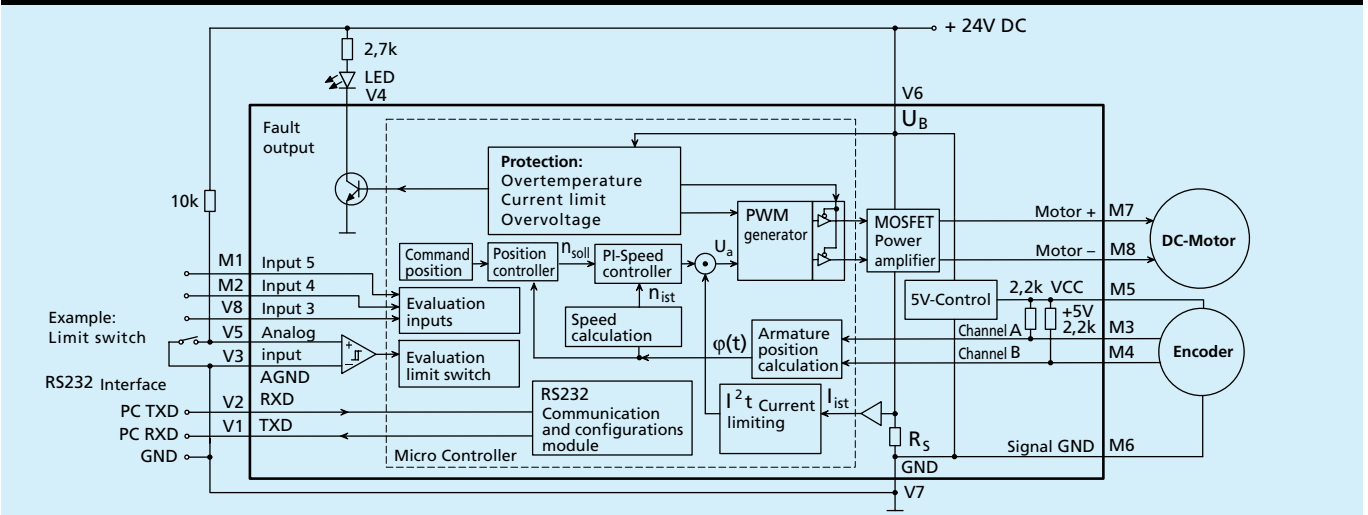 + 24V DC
2,7k
LED
V4
V6
U_B
Fault
output
Protection:
Overtemperature
Current limit
Overvoltage
10k
PWM
generator
MOSFET
Power
amplifier
Motor +
M7
Motor –
M8
DC-Motor
Command
position
Position
controller
n_soll
PI-Speed
controller
U_a
n_ist
M1
Input 5
M2
Input 4
V8
Input 3
Evaluation
inputs
Speed
calculation
5V-Control
2,2k
VCC
M5
+5V
2,2k
Channel A
M3
Channel B
M4
Encoder
Example:
Limit switch
V5
Analog
V3
input
AGND
+
–
Evaluation
limit switch
φ(t)
Armature
position
calculation
RS232 Interface
PC TXD
V2
RXD
PC RXD
V1
TXD
GND
RS232
Communication
and configurations
module
I²t Current
limiting
I_ist
R_S
Micro Controller
GND
Signal GND
M6
V7